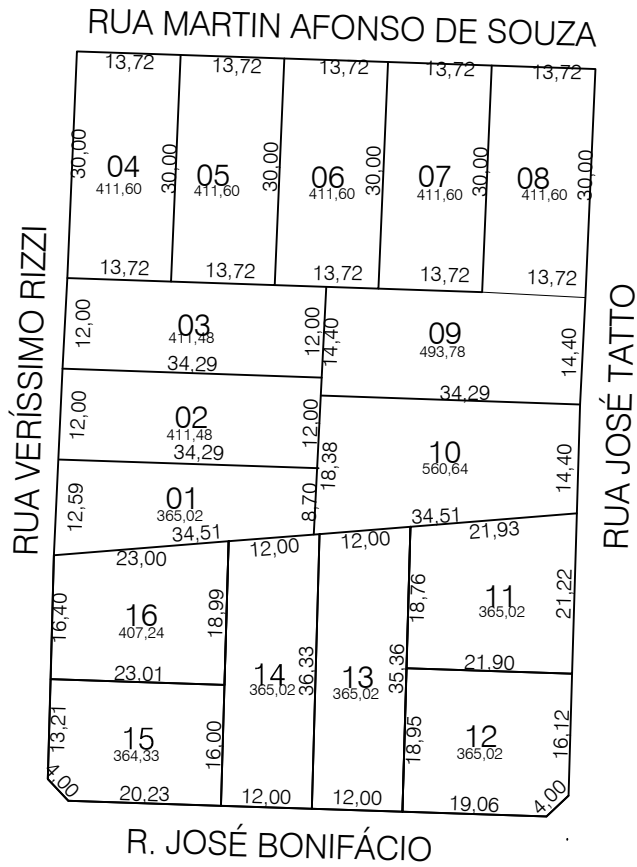 RUA MARTIN AFONSO DE SOUZA
13,72 13,72 13,72 13,72 13,72
30,00 30,00 30,00 30,00 30,00 30,00
04 05 06 07 08
411,60 411,60 411,60 411,60 411,60
13,72 13,72 13,72 13,72 13,72
RUA VERÍSSIMO RIZZI
RUA JOSÉ TATTO
12,00 03 12,00
411,48
34,29
14,40 09 14,40
493,78
34,29
12,00 02 12,00
411,48
34,29
18,38 10 14,40
560,64
34,51
12,59 01 8,70
365,02
34,51
23,00 12,00 12,00 21,93
16,40 16 18,99
407,24
23,01
18,76 11 21,22
365,02
21,90
14 36,33 13 35,36
365,02 365,02
13,21 15 16,00
364,33
18,95 12 16,12
365,02
4,00 20,23 12,00 12,00 19,06 4,00
R. JOSÉ BONIFÁCIO